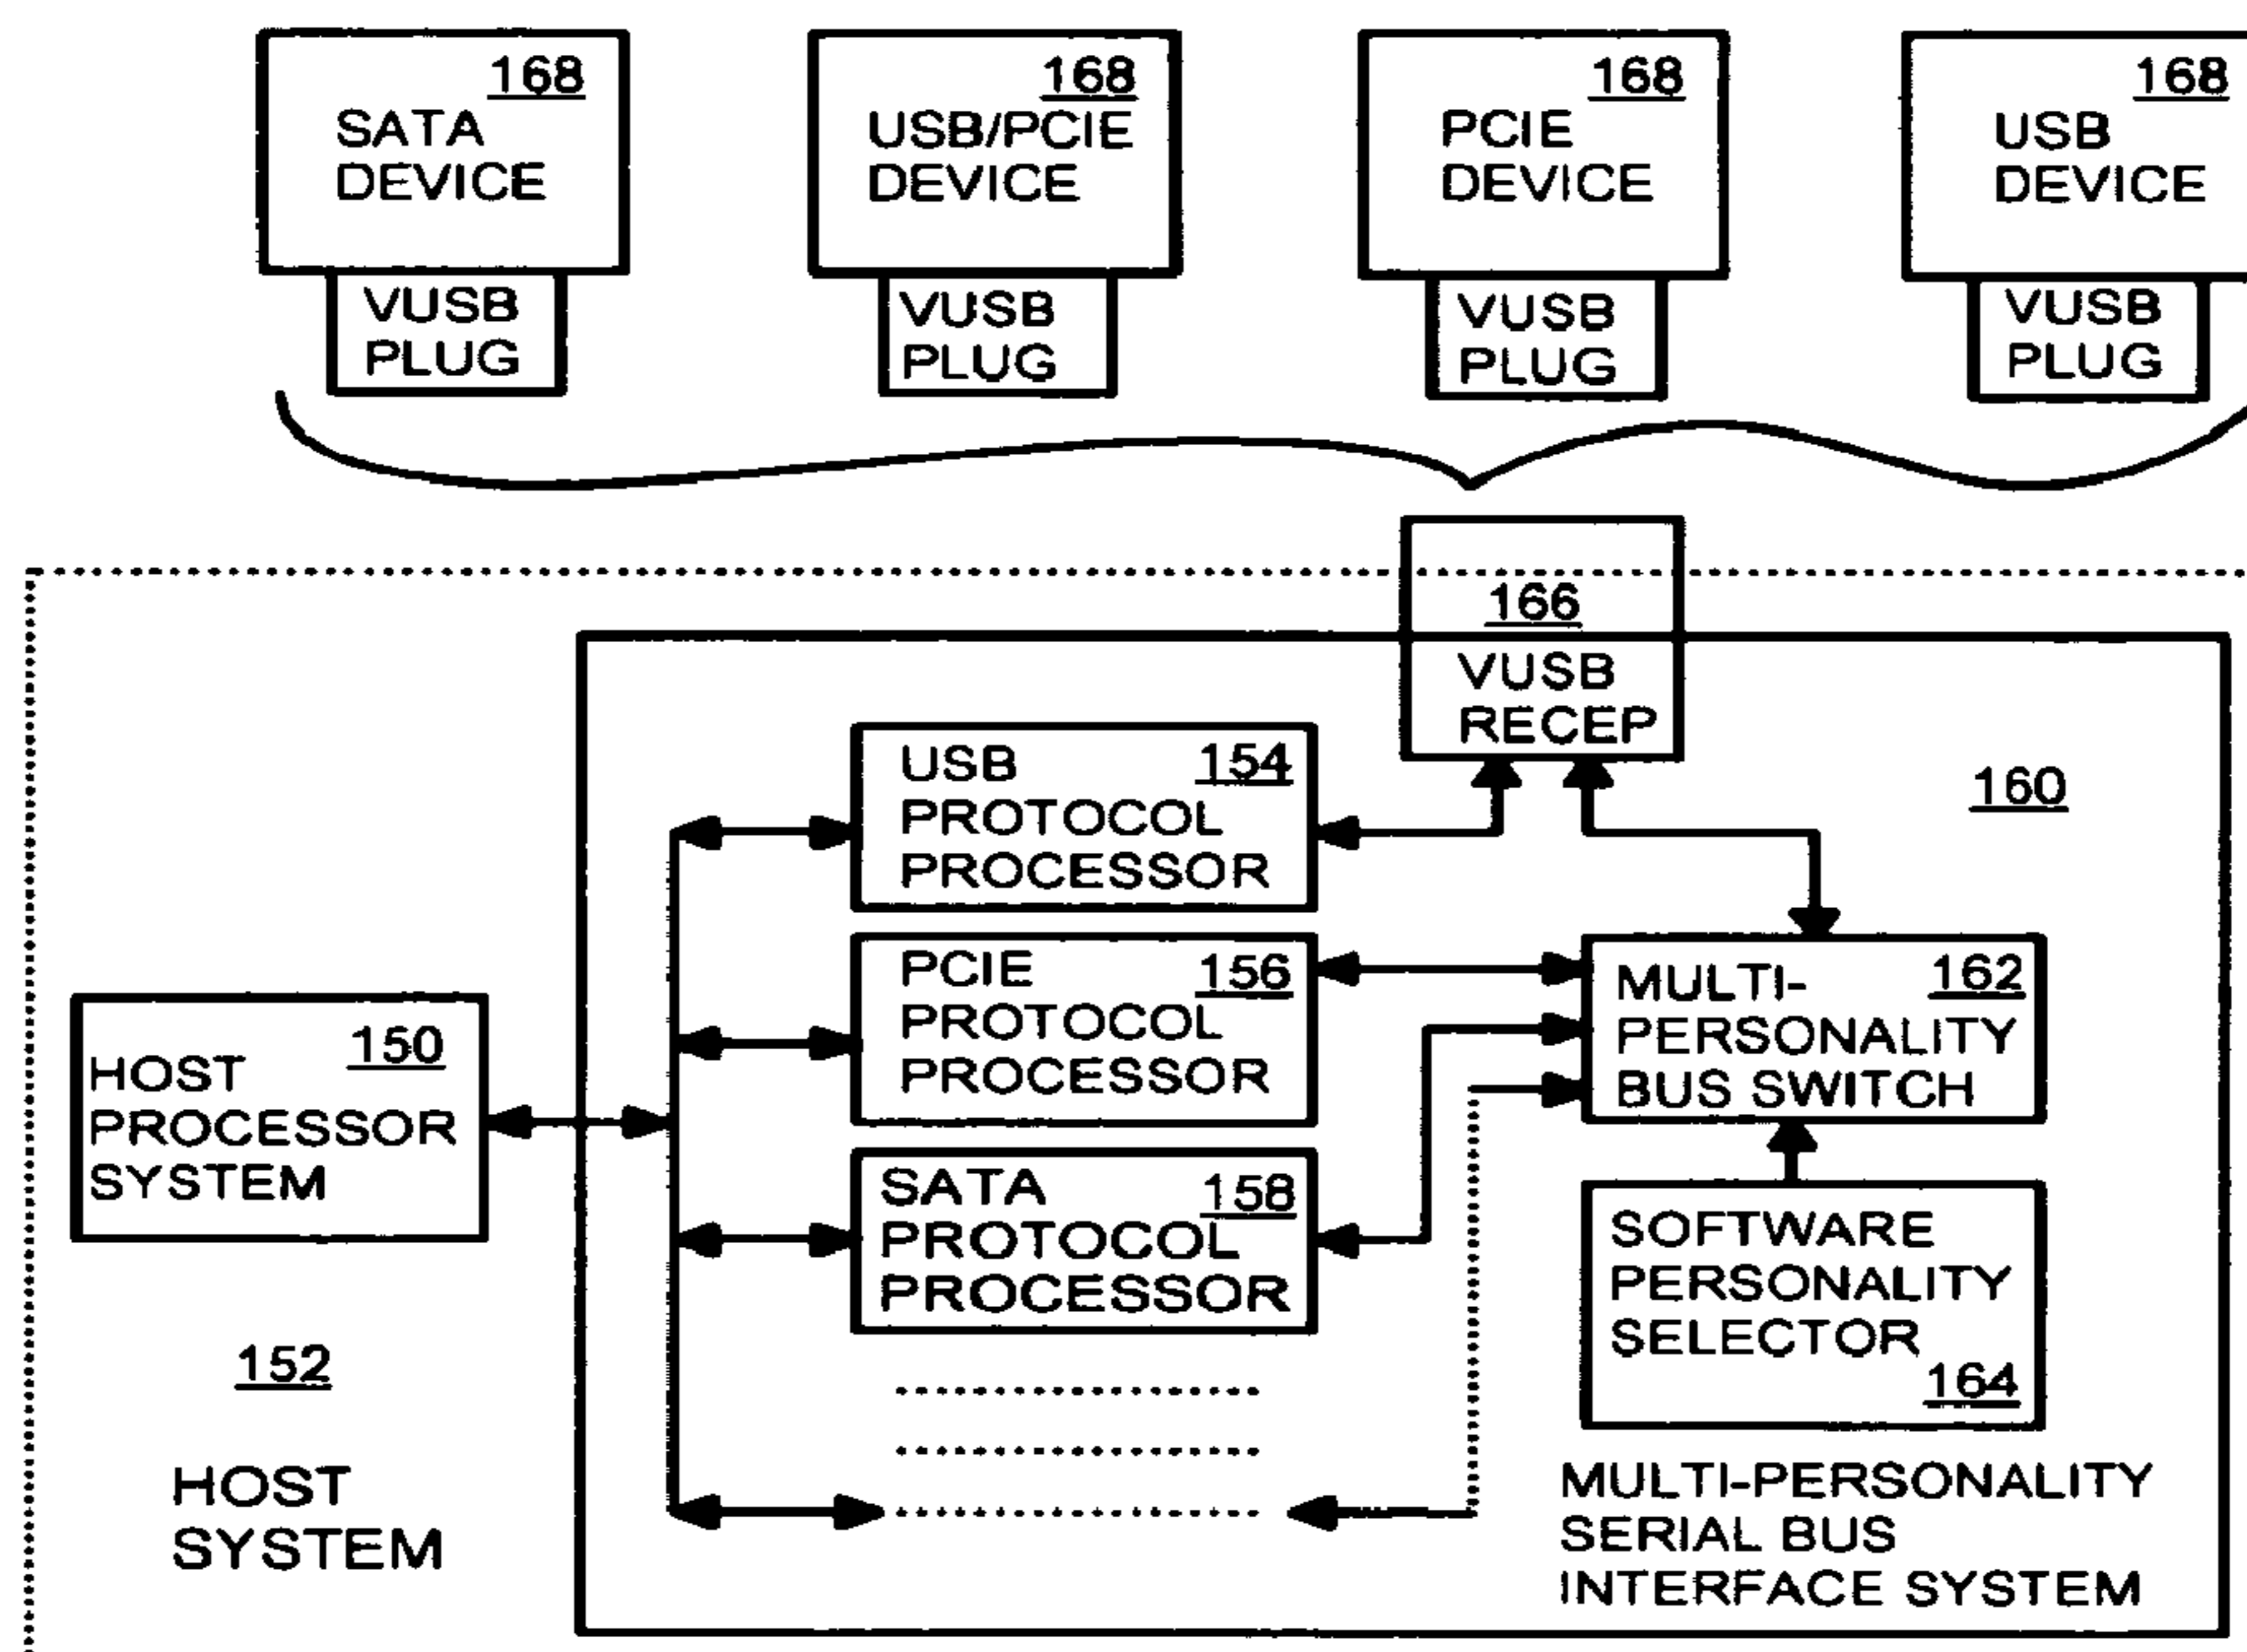 168
SATA
DEVICE
VUSB
PLUG
168
USB/PCIE
DEVICE
VUSB
PLUG
168
PCIE
DEVICE
VUSB
PLUG
168
USB
DEVICE
VUSB
PLUG
166
VUSB
RECEP
160
USB 154
PROTOCOL
PROCESSOR
PCIE 156
PROTOCOL
PROCESSOR
SATA 158
PROTOCOL
PROCESSOR
150
HOST
PROCESSOR
SYSTEM
MULTI- 162
PERSONALITY
BUS SWITCH
SOFTWARE
PERSONALITY
SELECTOR
164
152
HOST
SYSTEM
MULTI-PERSONALITY
SERIAL BUS
INTERFACE SYSTEM